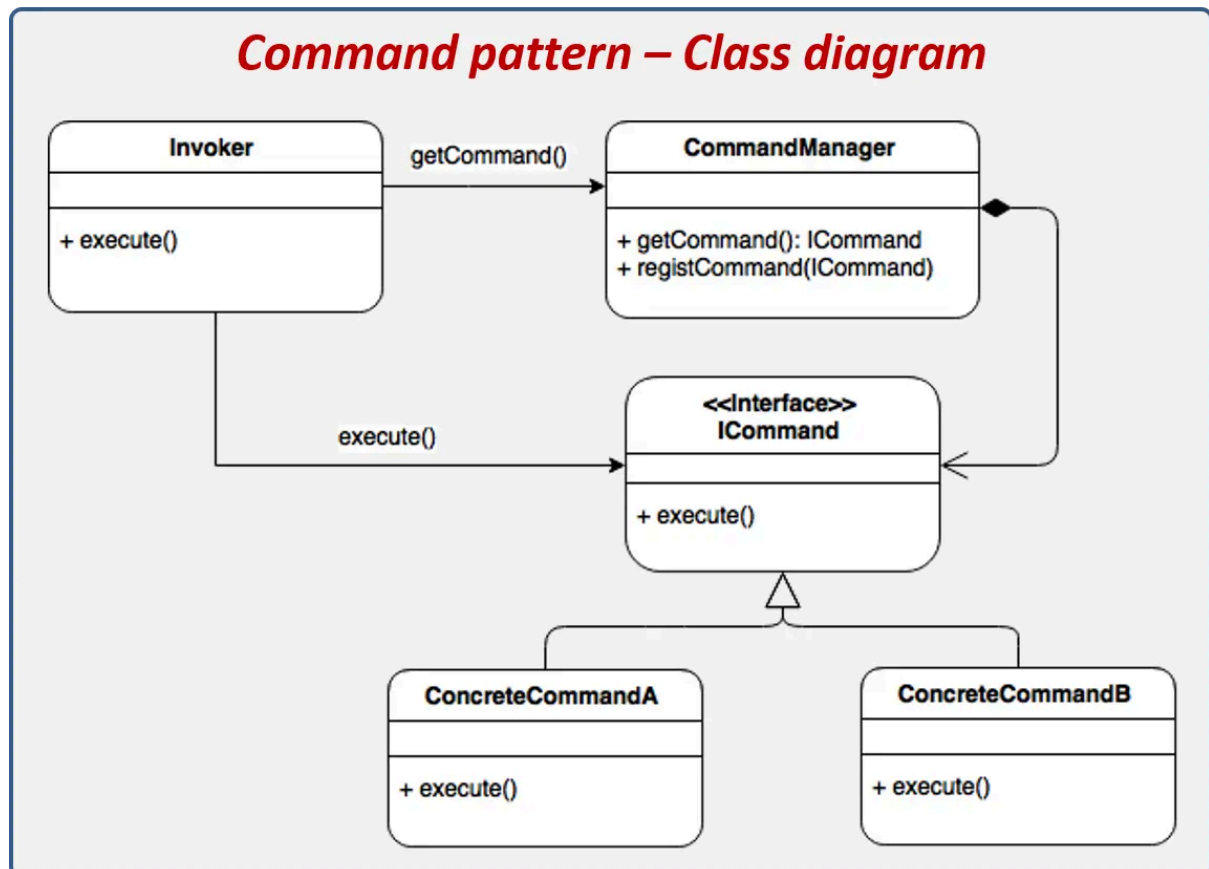 Command pattern – Class diagram
Invoker
+ execute()
getCommand()
CommandManager
+ getCommand(): ICommand
+ registCommand(ICommand)
execute()
<<Interface>>
ICommand
+ execute()
ConcreteCommandA
+ execute()
ConcreteCommandB
+ execute()